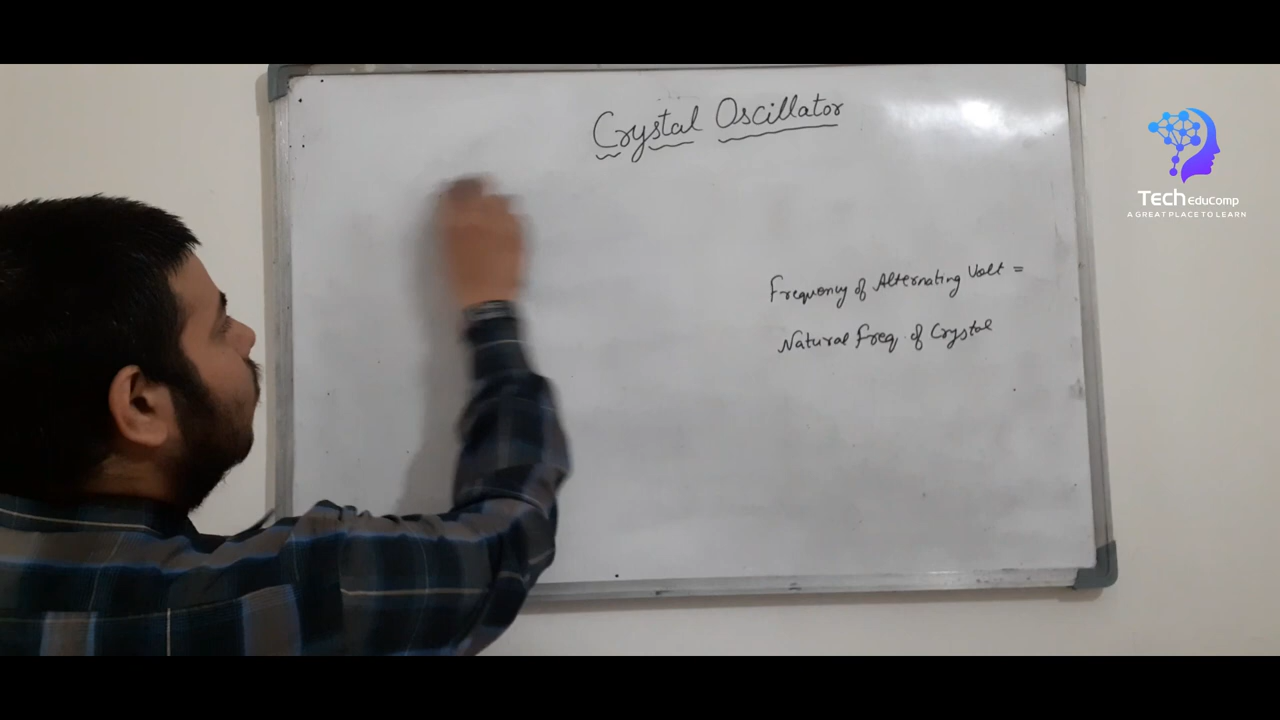 Crystal Oscillator
Frequency of Alternating Volt =
Natural Freq. of Crystal
Tech EduComp
A GREAT PLACE TO LEARN